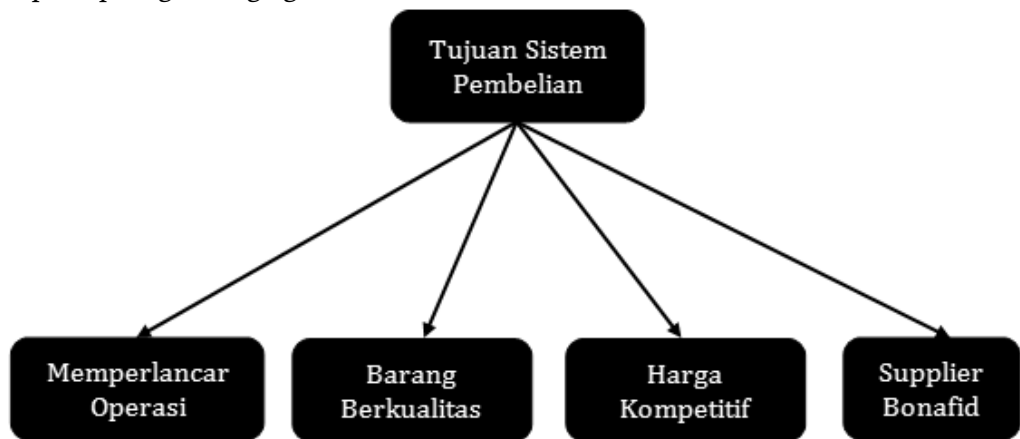 Tujuan Sistem
Pembelian
Memperlancar
Operasi
Barang
Berkualitas
Harga
Kompetitif
Supplier
Bonafid